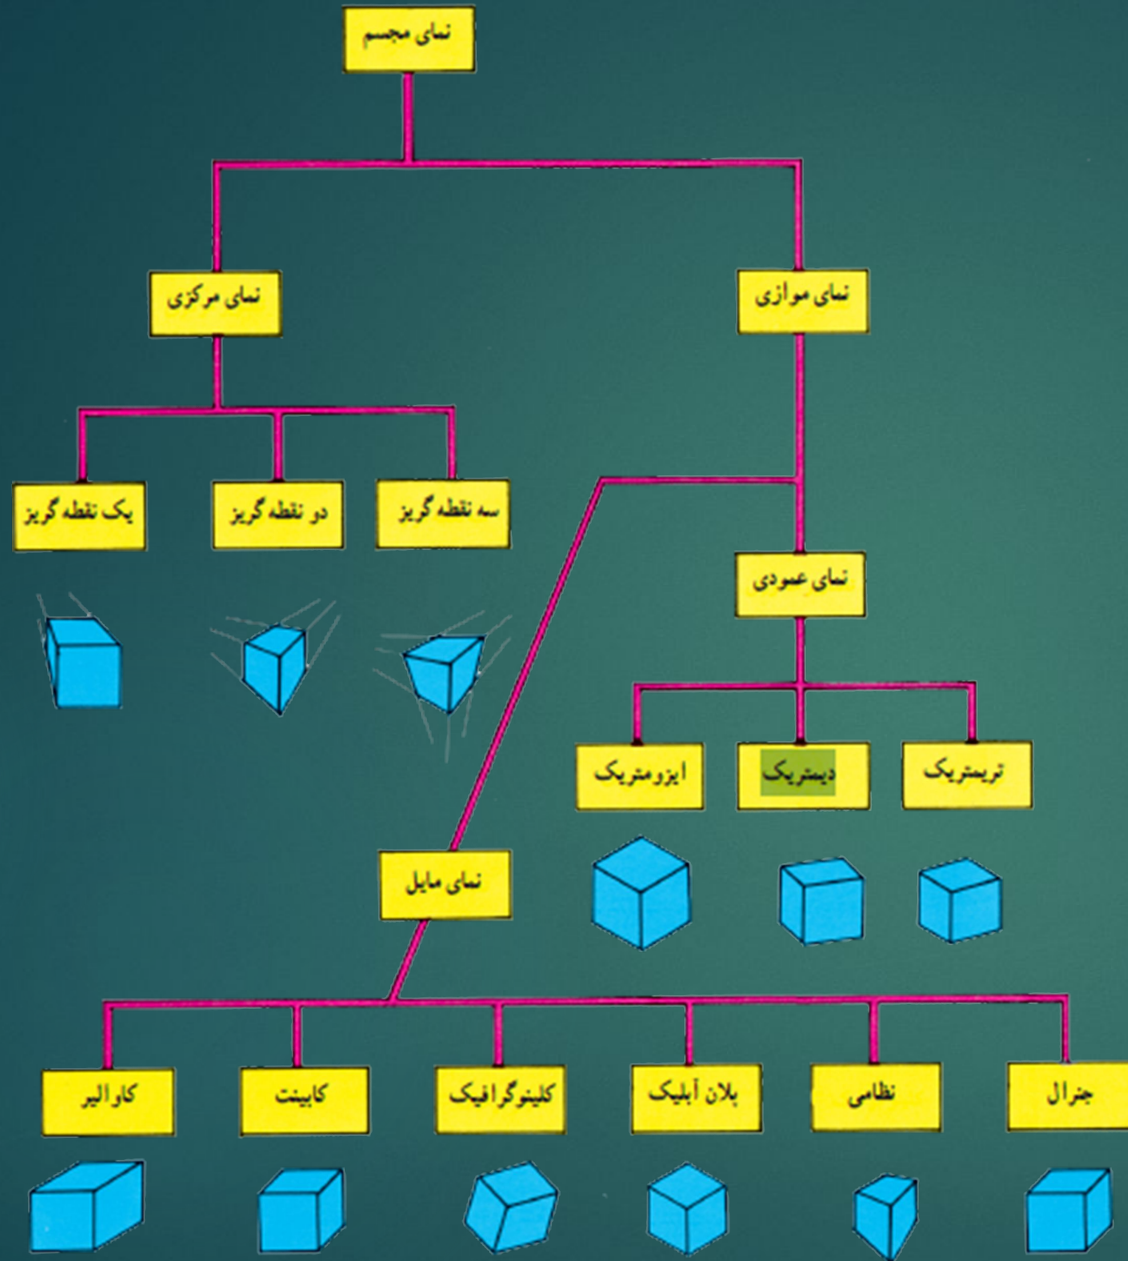 نمای مجسم
نمای موازی
نمای مرکزی
سه نقطه گریز
دو نقطه گریز
یک نقطه گریز
نمای عمودی
تریمتریک
دیمتریک
ایزومتریک
نمای مایل
جنرال
نظامی
پلان آبلیک
کلینوگرافیک
کابینت
کاوالیر